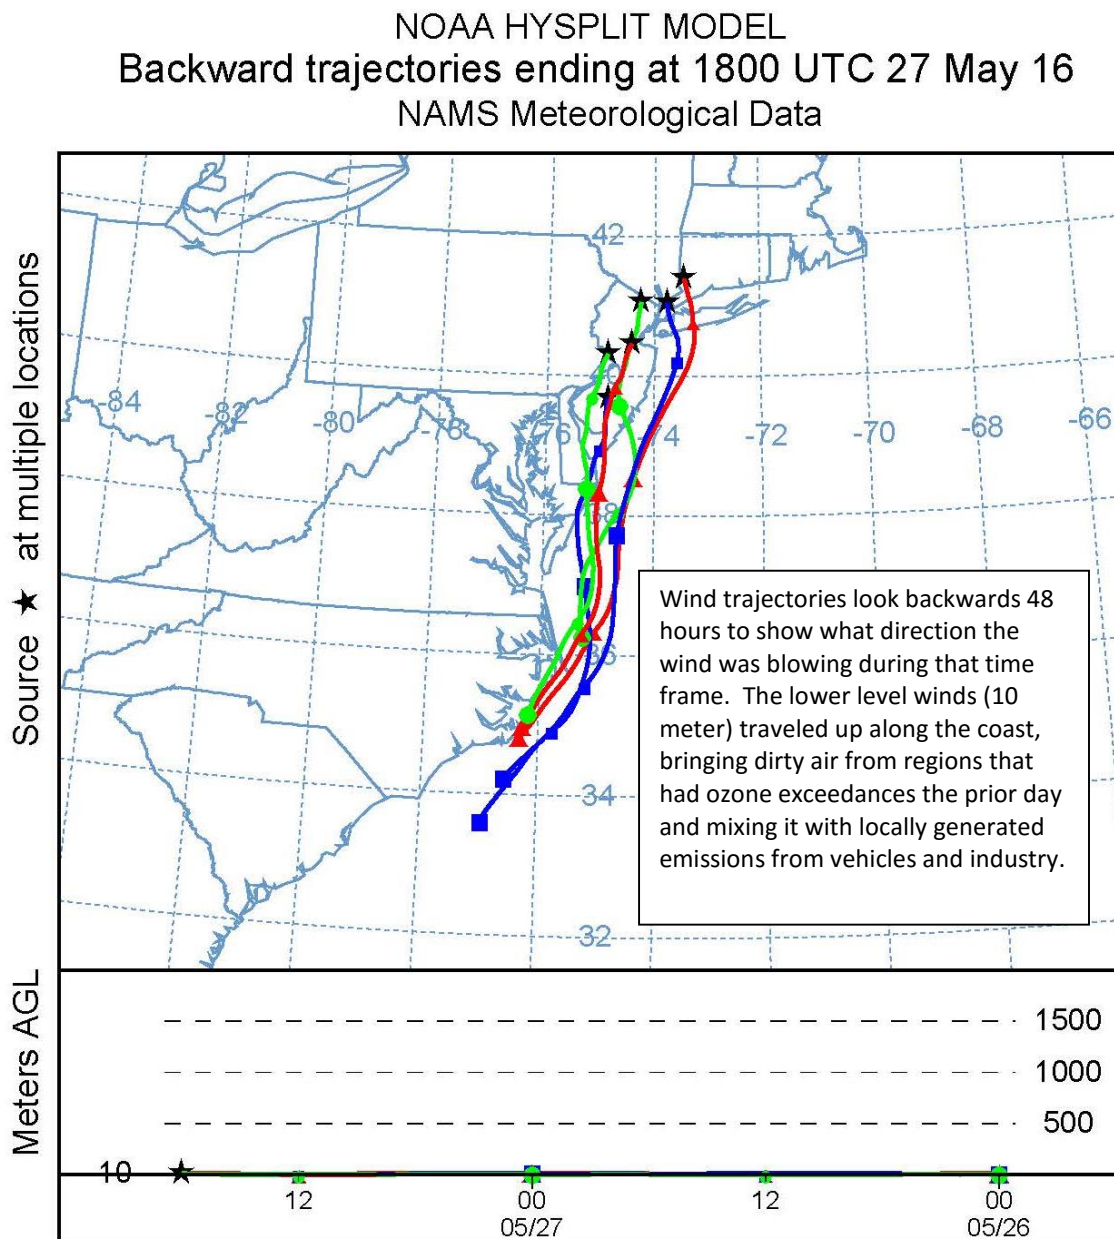 NOAA HYSPLIT MODEL
Backward trajectories ending at 1800 UTC 27 May 16
NAMS Meteorological Data
Source ★ at multiple locations
42
40
-84
-82
-80
-78
-76
-74
-72
-70
-68
-66
38
36
34
32
Wind trajectories look backwards 48
hours to show what direction the
wind was blowing during that time
frame. The lower level winds (10
meter) traveled up along the coast,
bringing dirty air from regions that
had ozone exceedances the prior day
and mixing it with locally generated
emissions from vehicles and industry.
Meters AGL
1500
1000
500
10
12
00
12
00
05/27
05/26